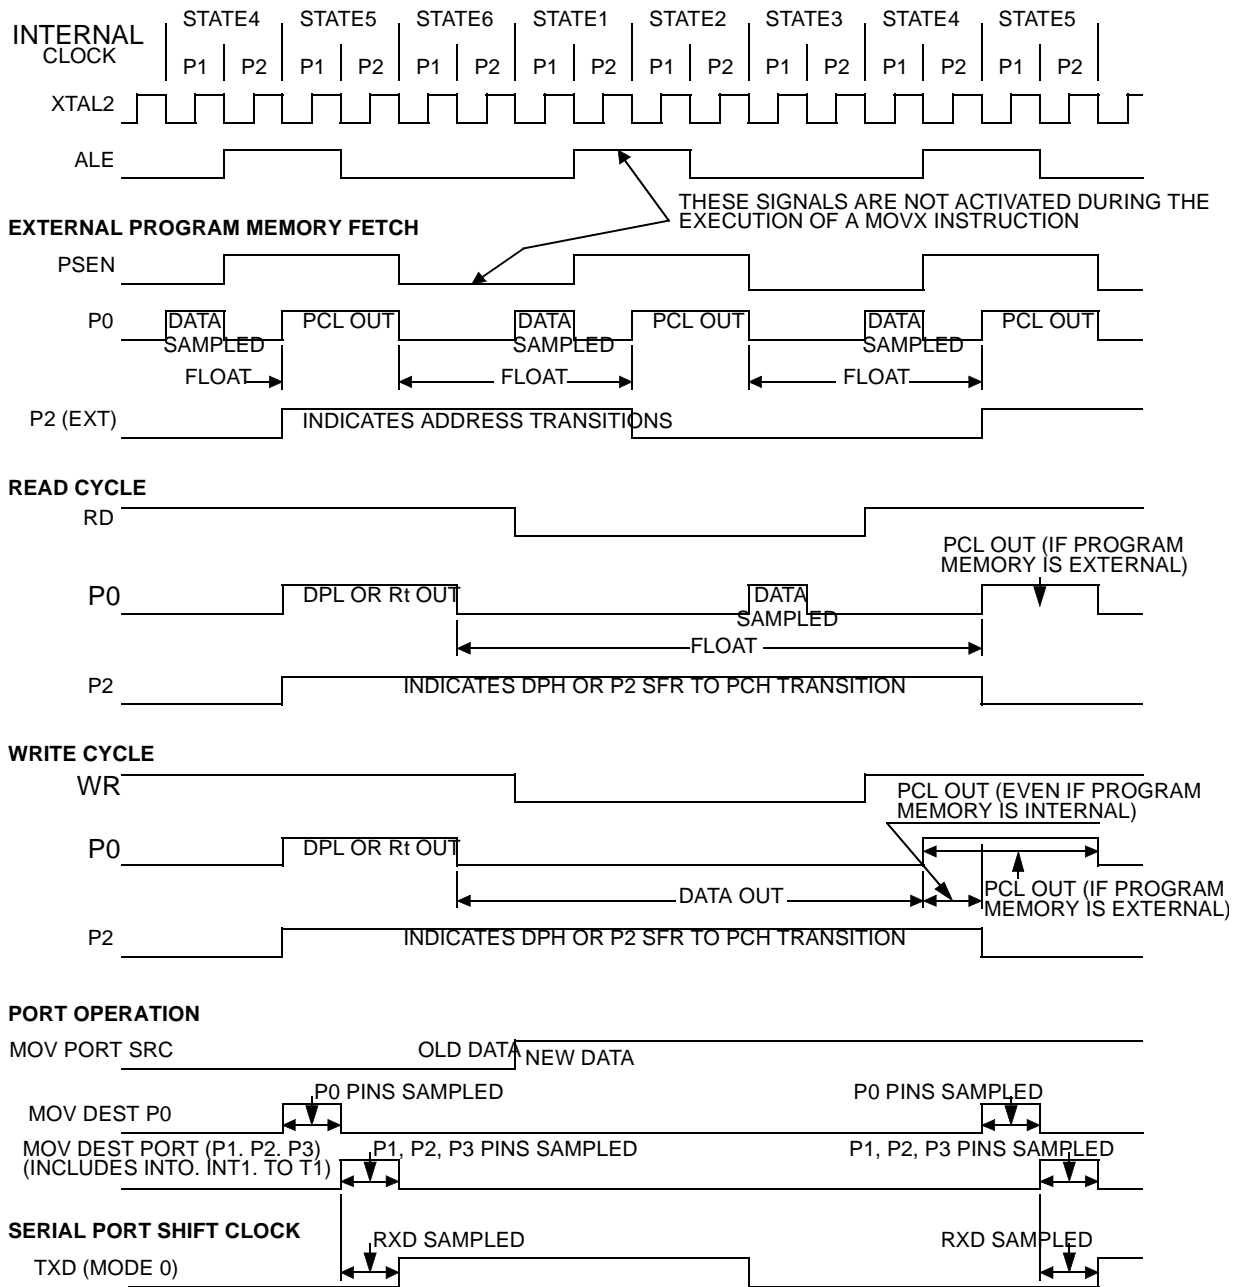 INTERNAL
CLOCK
STATE4 STATE5 STATE6 STATE1 STATE2 STATE3 STATE4 STATE5
P1 P2 P1 P2 P1 P2 P1 P2 P1 P2 P1 P2 P1 P2 P1 P2
XTAL2
ALE
THESE SIGNALS ARE NOT ACTIVATED DURING THE
EXECUTION OF A MOVX INSTRUCTION
EXTERNAL PROGRAM MEMORY FETCH
PSEN
P0 DATA PCL OUT DATA PCL OUT DATA PCL OUT
SAMPLED SAMPLED SAMPLED
FLOAT FLOAT FLOAT
P2 (EXT) INDICATES ADDRESS TRANSITIONS
READ CYCLE
RD
PCL OUT (IF PROGRAM
MEMORY IS EXTERNAL)
P0 DPL OR Rt OUT DATA
SAMPLED
FLOAT
P2 INDICATES DPH OR P2 SFR TO PCH TRANSITION
WRITE CYCLE
WR
PCL OUT (EVEN IF PROGRAM
MEMORY IS INTERNAL)
P0 DPL OR Rt OUT
DATA OUT
PCL OUT (IF PROGRAM
MEMORY IS EXTERNAL)
P2 INDICATES DPH OR P2 SFR TO PCH TRANSITION
PORT OPERATION
MOV PORT SRC OLD DATA NEW DATA
P0 PINS SAMPLED P0 PINS SAMPLED
MOV DEST P0
MOV DEST PORT (P1. P2. P3) P1, P2, P3 PINS SAMPLED P1, P2, P3 PINS SAMPLED
(INCLUDES INTO. INT1. TO T1)
SERIAL PORT SHIFT CLOCK
RXD SAMPLED RXD SAMPLED
TXD (MODE 0)